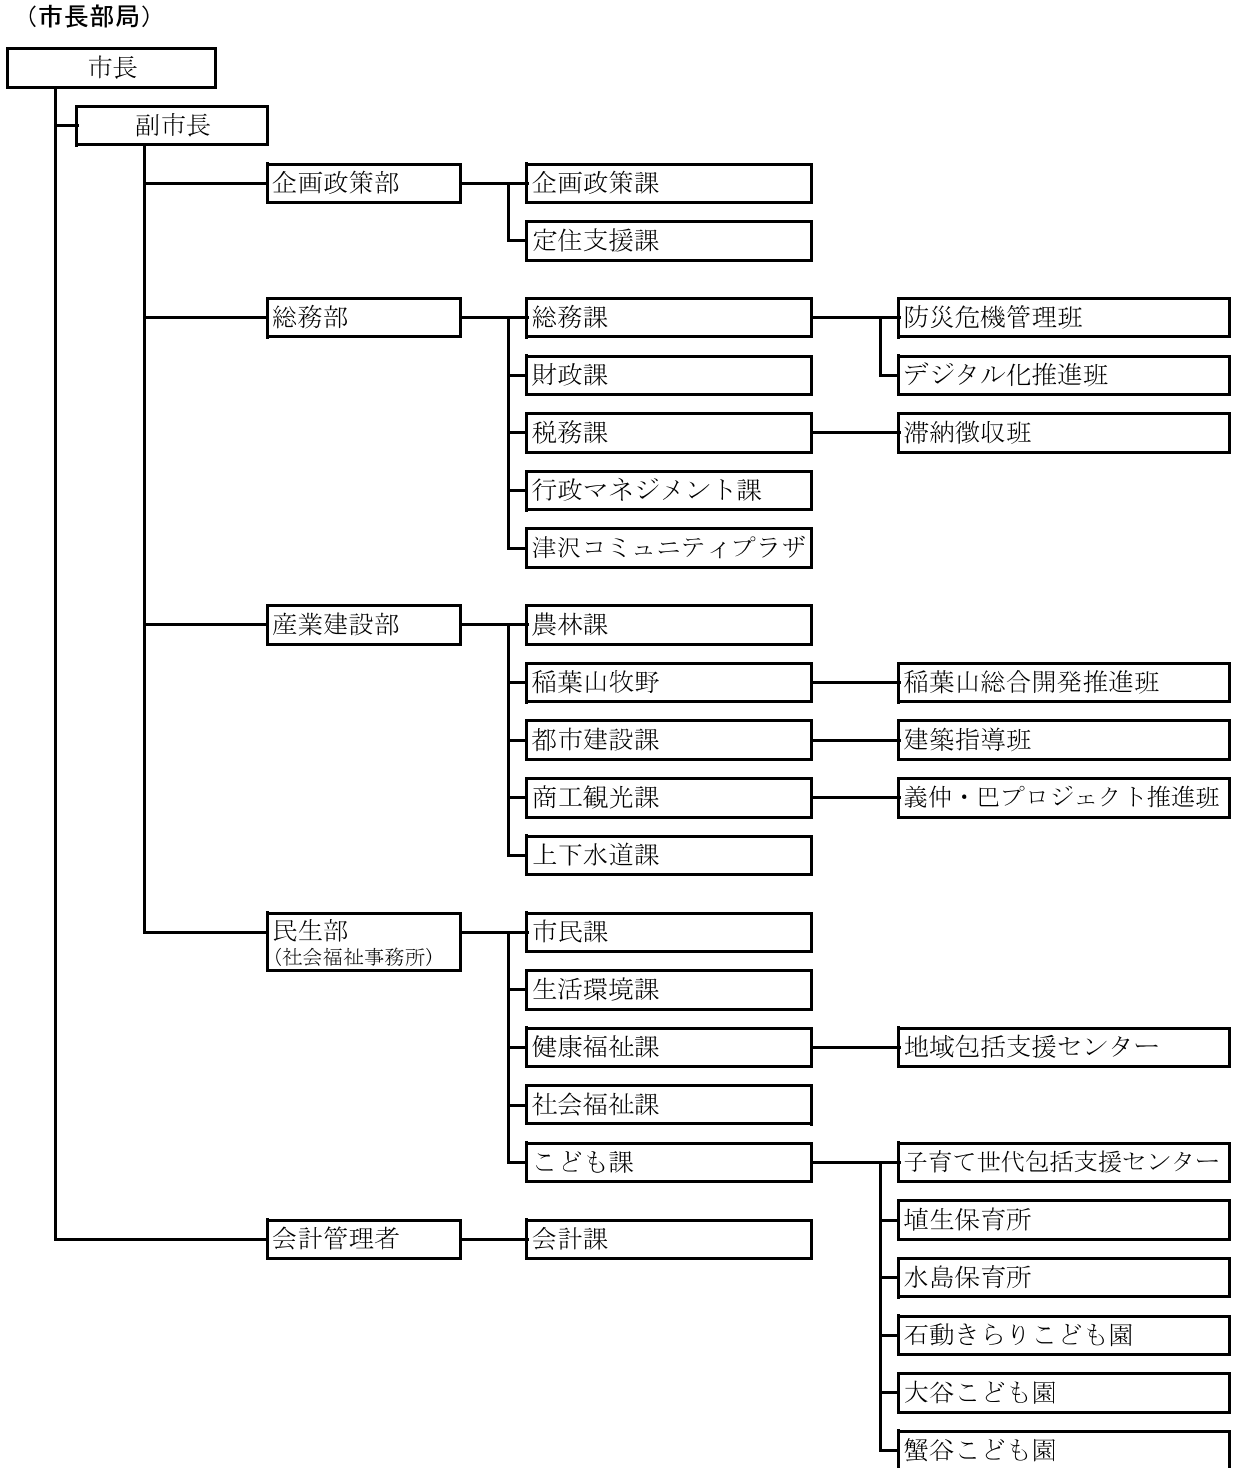 （市長部局）
市長
副市長
企画政策部
企画政策課
定住支援課
総務部
総務課
防災危機管理班
財政課
デジタル化推進班
税務課
滞納徴収班
行政マネジメント課
津沢コミュニティプラザ
産業建設部
農林課
稲葉山牧野
稲葉山総合開発推進班
都市建設課
建築指導班
商工観光課
義仲・巴プロジェクト推進班
上下水道課
民生部
（社会福祉事務所）
市民課
生活環境課
健康福祉課
地域包括支援センター
社会福祉課
こども課
子育て世代包括支援センター
埴生保育所
会計管理者
会計課
水島保育所
石動きらりこども園
大谷こども園
蟹谷こども園